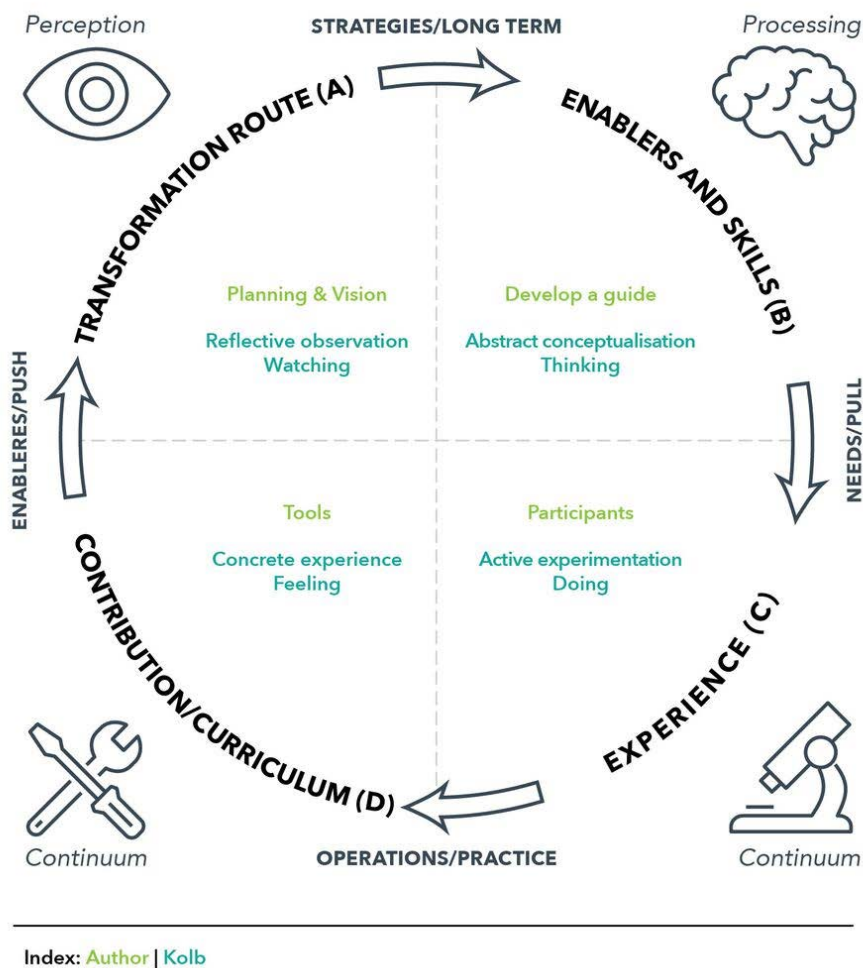 Perception
STRATEGIES/LONG TERM
Processing
TRANSFORMATION ROUTE (A)
ENABLERS AND SKILLS (B)
Planning & Vision
Reflective observation
Watching
Develop a guide
Abstract conceptualisation
Thinking
ENABLERES/PUSH
NEEDS/PULL
Tools
Concrete experience
Feeling
Participants
Active experimentation
Doing
CONTRIBUTION/CURRICULUM (D)
EXPERIENCE (C)
Continuum
OPERATIONS/PRACTICE
Continuum
Index: Author | Kolb